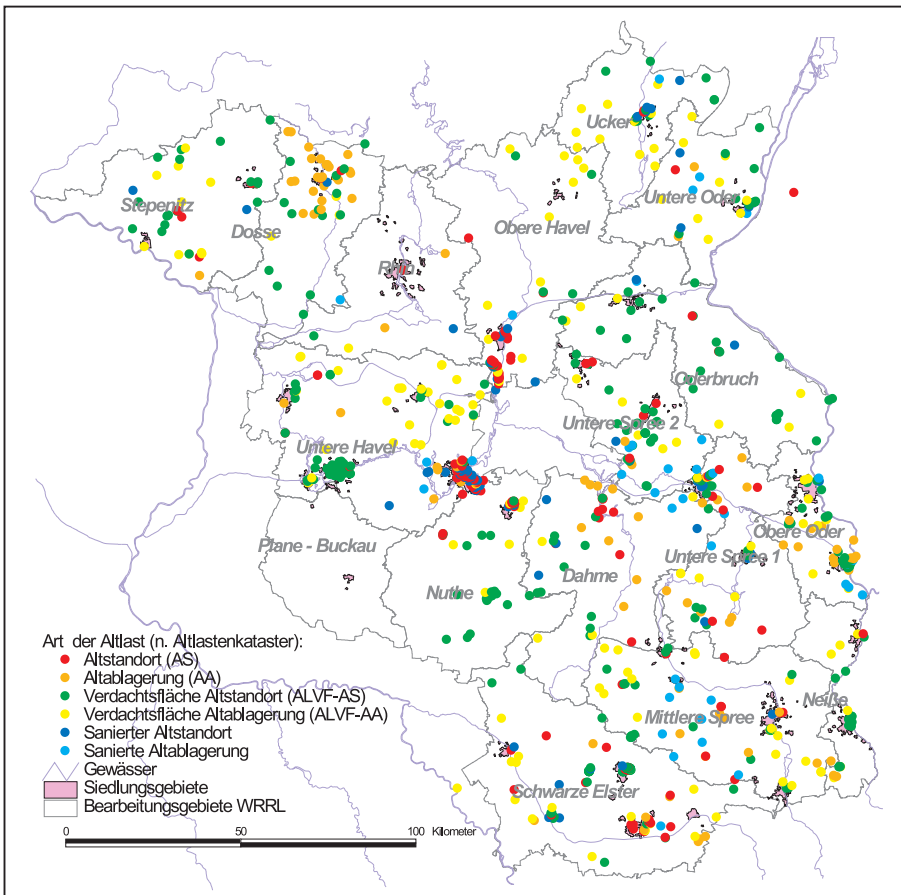 Ucker
Untere Oder
Stepenitz
Obere Havel
Dosse
Rhin
Oderbruch
Untere Spree 2
Untere Havel
Obere Oder
Plane - Buckau
Untere Spree 1
Dahme
Nuthe
Art der Altlast (n. Altlastenkataster):
Altstandort (AS)
Altablagerung (AA)
Verdachtsfläche Altstandort (ALVF-AS)
Verdachtsfläche Altablagerung (ALVF-AA)
Sanierter Altstandort
Sanierte Altablagerung
Gewässer
Siedlungsgebiete
Bearbeitungsgebiete WRRL
Neiße
Mittlere Spree
Schwarze Elster
0 50 100 Kilometer